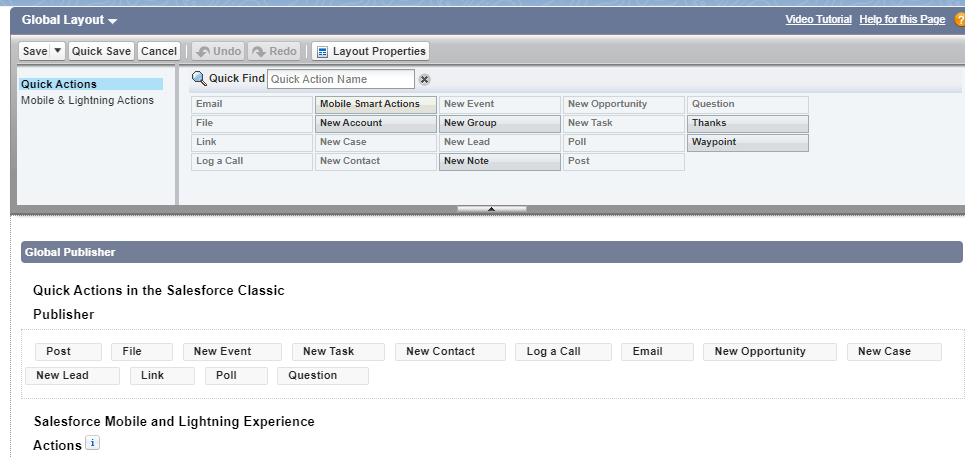 Global Layout
Video Tutorial Help for this Page ?
Save Quick Save Cancel Undo Redo Layout Properties
Quick Actions
Mobile & Lightning Actions
Quick Find Quick Action Name
Email Mobile Smart Actions New Event New Opportunity Question
File New Account New Group New Task Thanks
Link New Case New Lead Poll Waypoint
Log a Call New Contact New Note Post
Global Publisher
Quick Actions in the Salesforce Classic
Publisher
Post File New Event New Task New Contact Log a Call Email New Opportunity New Case
New Lead Link Poll Question
Salesforce Mobile and Lightning Experience
Actions i